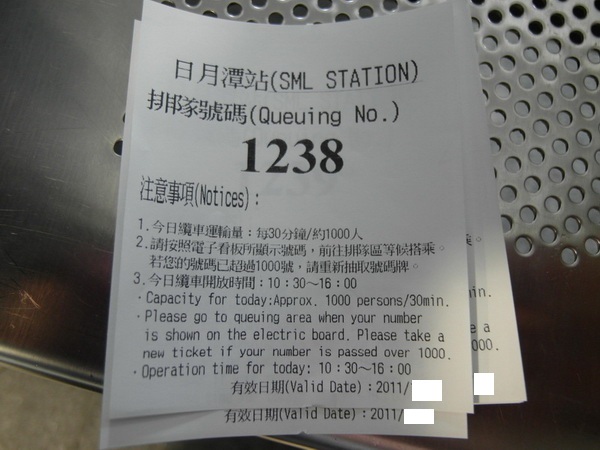 日月潭站(SML STATION)
排隊號碼(Queuing No.)
1238
注意事項(Notices):
1.今日纜車運輸量：每30分鐘/約1000人
2.請按照電子看板所顯示號碼，前往排隊區等候搭乘。
若您的號碼已超過1000號，請重新抽取號碼牌。
3.今日纜車開放時間：10:30~16:00
·Capacity for today:Approx. 1000 persons/30min.
·Please go to queuing area when your number
is shown on the electric board. Please take a
new ticket if your number is passed over 1000.
·Operation time for today: 10:30~16:00
有效日期(Valid Date):2011/
有效日期(Valid Date):2011/
乘。
min.
e a
000.